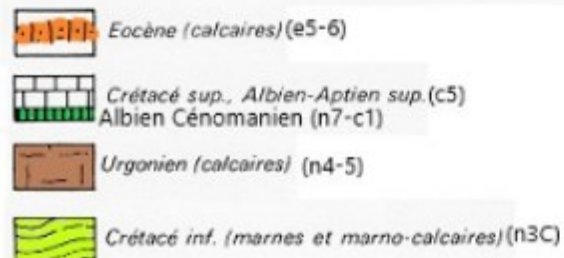 Eocène (calcaires) (e5-6)
Crétacé sup., Albien-Aptien sup. (c5)
Albien Cénomanien (n7-c1)
Urgonien (calcaires) (n4-5)
Crétacé inf. (marnes et marno-calcaires) (n3C)